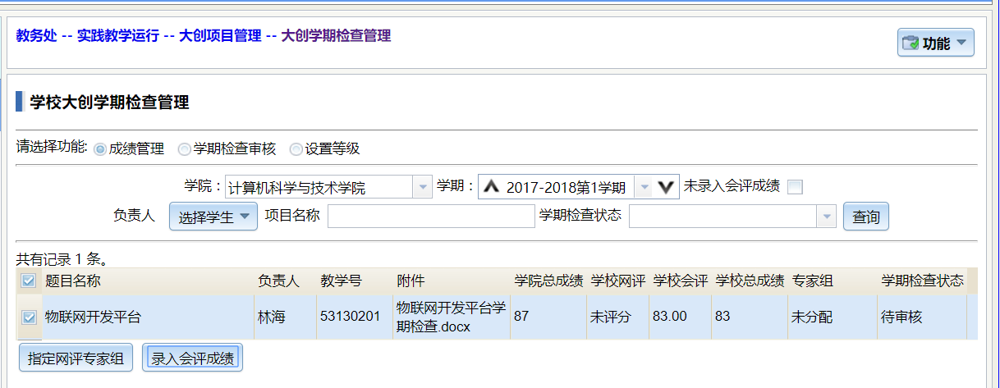 教务处 -- 实践教学运行 -- 大创项目管理 -- 大创学期检查管理
功能
学校大创学期检查管理
请选择功能: 成绩管理 学期检查审核 设置等级
学院： 计算机科学与技术学院 学期： 2017-2018第1学期 未录入会评成绩
负责人 选择学生 项目名称 学期检查状态 查询
共有记录 1 条。
题目名称 负责人 教学号 附件 学院总成绩 学校网评 学校会评 学校总成绩 专家组 学期检查状态
物联网开发平台 林海 53130201 物联网开发平台学 87 未评分 83.00 83 未分配 待审核
期检查.docx
指定网评专家组 录入会评成绩